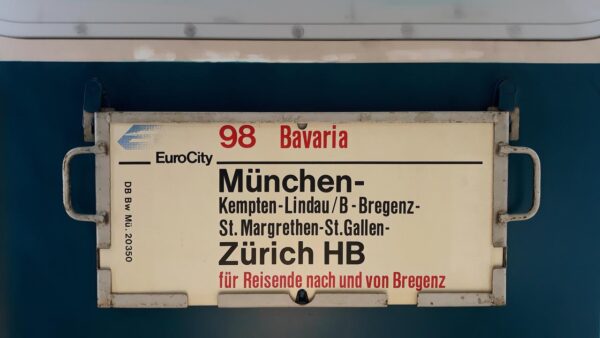 98 Bavaria
EuroCity
München-
Kempten-Lindau/B-Bregenz-
St. Margrethen-St.Gallen-
Zürich HB
für Reisende nach und von Bregenz
DB Bw Mü. 20350